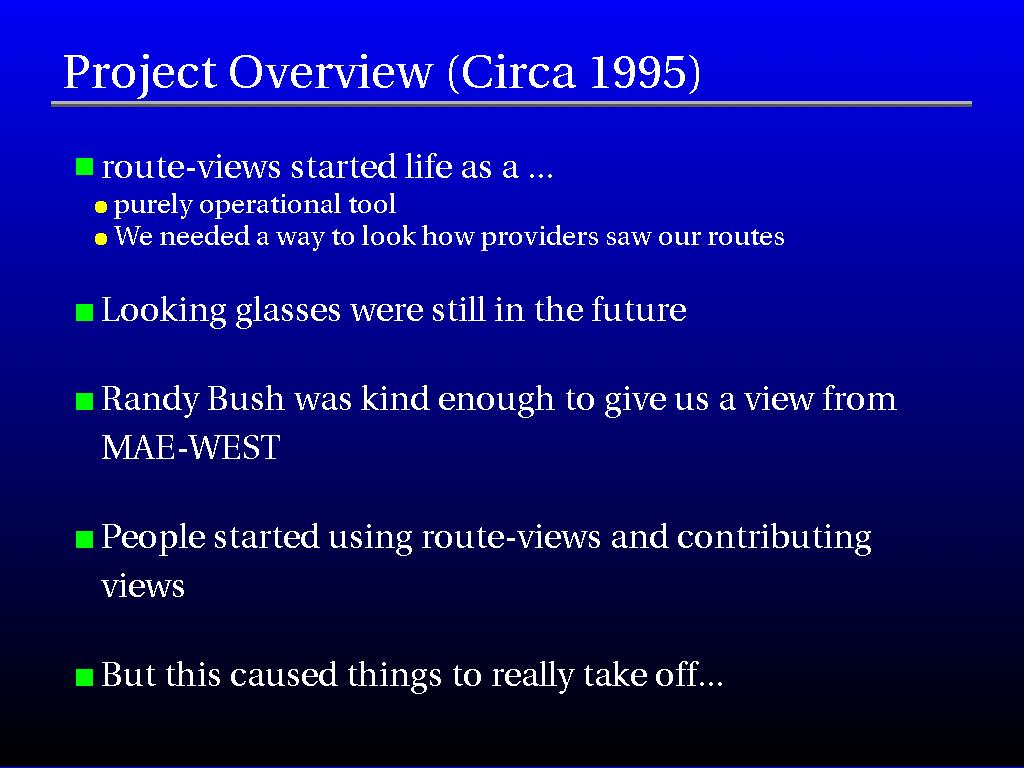 Project Overview (Circa 1995)
route-views started life as a ...
purely operational tool
We needed a way to look how providers saw our routes
Looking glasses were still in the future
Randy Bush was kind enough to give us a view from
MAE-WEST
People started using route-views and contributing
views
But this caused things to really take off...